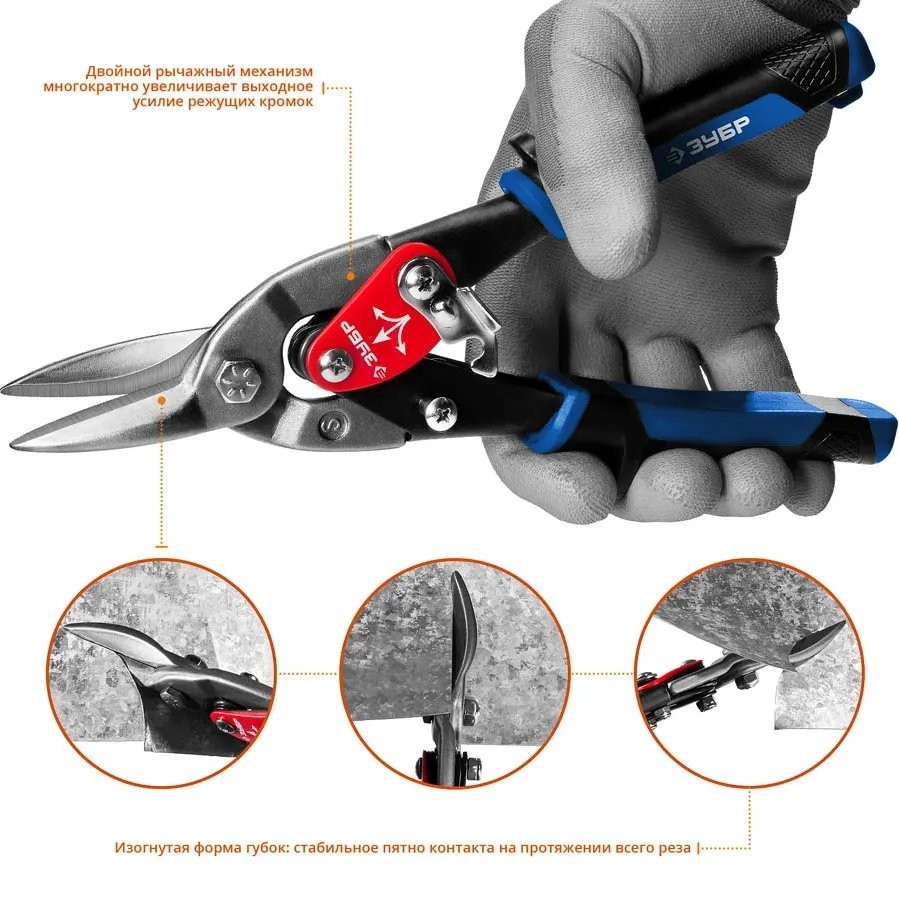 Двойной рычажный механизм
многократно увеличивает выходное
усилие режущих кромок
ЗУБР
ЗУБР
S
Изогнутая форма губок: стабильное пятно контакта на протяжении всего реза